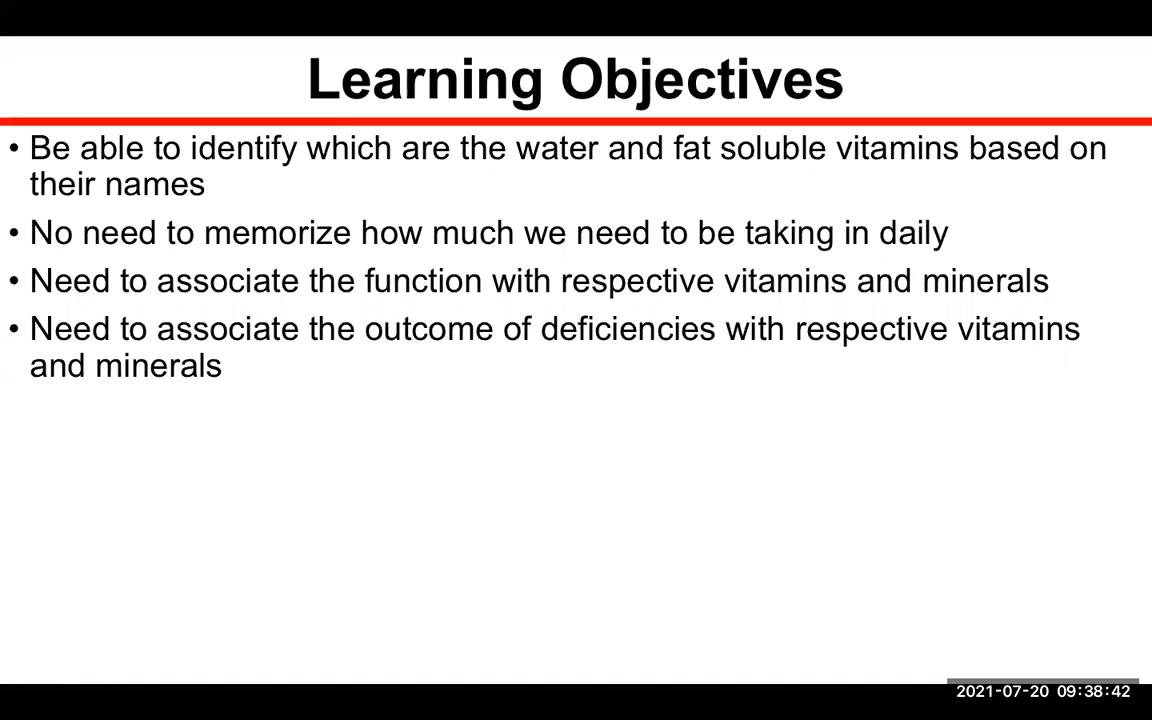 Learning Objectives
• Be able to identify which are the water and fat soluble vitamins based on
their names
• No need to memorize how much we need to be taking in daily
• Need to associate the function with respective vitamins and minerals
• Need to associate the outcome of deficiencies with respective vitamins
and minerals
2021-07-20 09:38:42